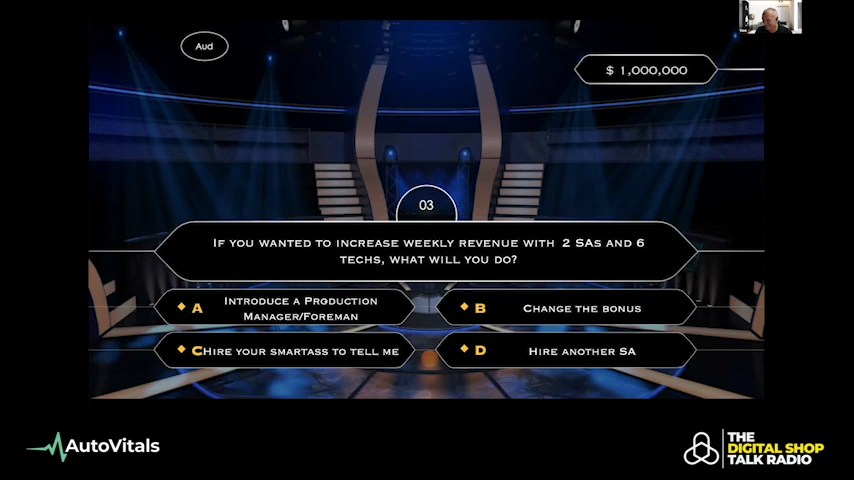 Aud
$ 1,000,000
03
If you wanted to increase weekly revenue with 2 SAs and 6
techs, what will you do?
A Introduce a Production
Manager/Foreman
B Change the bonus
C Hire your smartass to tell me
D Hire another SA
AutoVitals
THE
DIGITAL SHOP
TALK RADIO